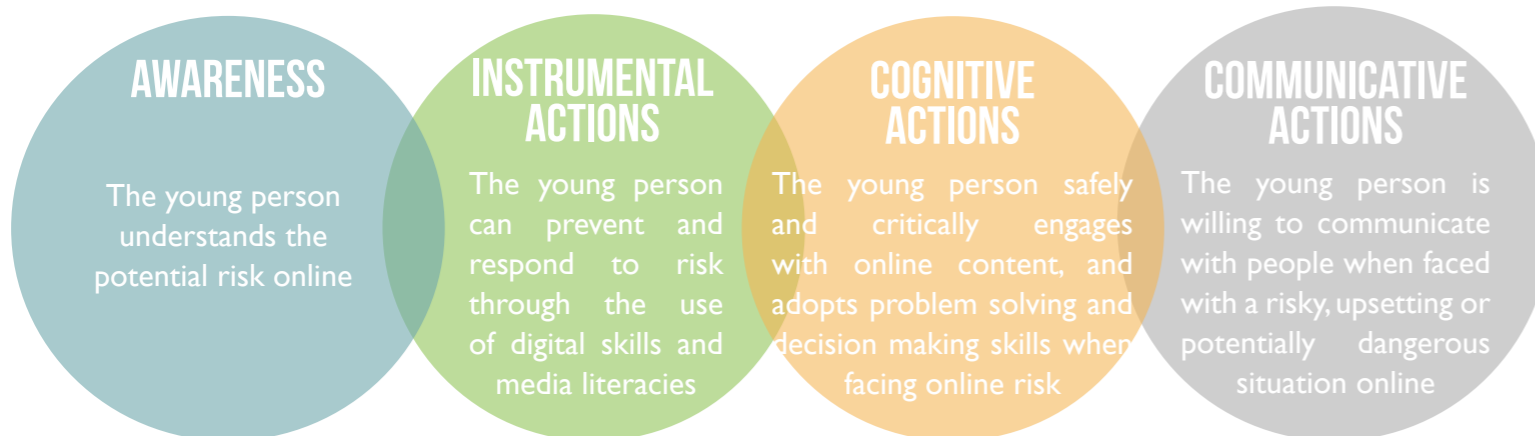 AWARENESS
The young person
understands the
potential risk online
INSTRUMENTAL
ACTIONS
The young person
can prevent and
respond to risk
through the use
of digital skills and
media literacies
COGNITIVE
ACTIONS
The young person safely
and critically engages
with online content, and
adopts problem solving and
decision making skills when
facing online risk
COMMUNICATIVE
ACTIONS
The young person is
willing to communicate
with people when faced
with a risky, upsetting or
potentially dangerous
situation online